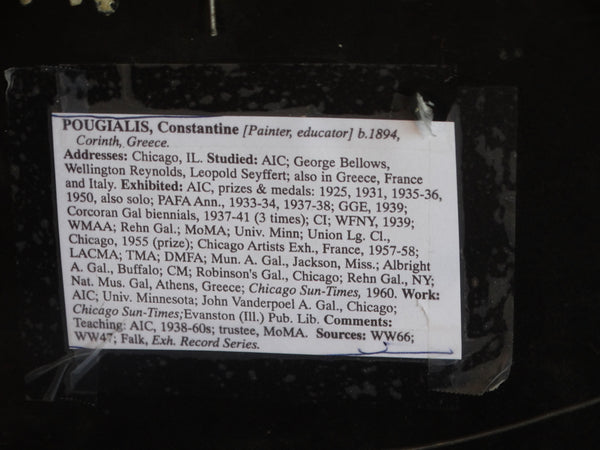 POUGIALIS, Constantine [Painter, educator] b.1894,
Corinth, Greece.
Addresses: Chicago, IL. Studied: AIC; George Bellows,
Wellington Reynolds, Leopold Seyffert; also in Greece, France
and Italy. Exhibited: AIC, prizes & medals: 1925, 1931, 1935-36,
1950, also solo; PAFA Ann., 1933-34, 1937-38; GGE, 1939;
Corcoran Gal biennials, 1937-41 (3 times); CI; WFNY, 1939;
WMAA; Rehn Gal.; MoMA; Univ. Minn; Union Lg. Cl.,
Chicago, 1955 (prize); Chicago Artists Exh., France, 1957-58;
LACMA; TMA; DMFA; Mun. A. Gal., Jackson, Miss.; Albright
A. Gal., Buffalo; CM; Robinson's Gal., Chicago; Rehn Gal., NY;
Nat. Mus. Gal, Athens, Greece; Chicago Sun-Times, 1960. Work:
AIC; Univ. Minnesota; John Vanderpoel A. Gal., Chicago;
Chicago Sun-Times;Evanston (Ill.) Pub. Lib. Comments:
Teaching: AIC, 1938-60s; trustee, MoMA. Sources: WW66;
WW47; Falk, Exh. Record Series.